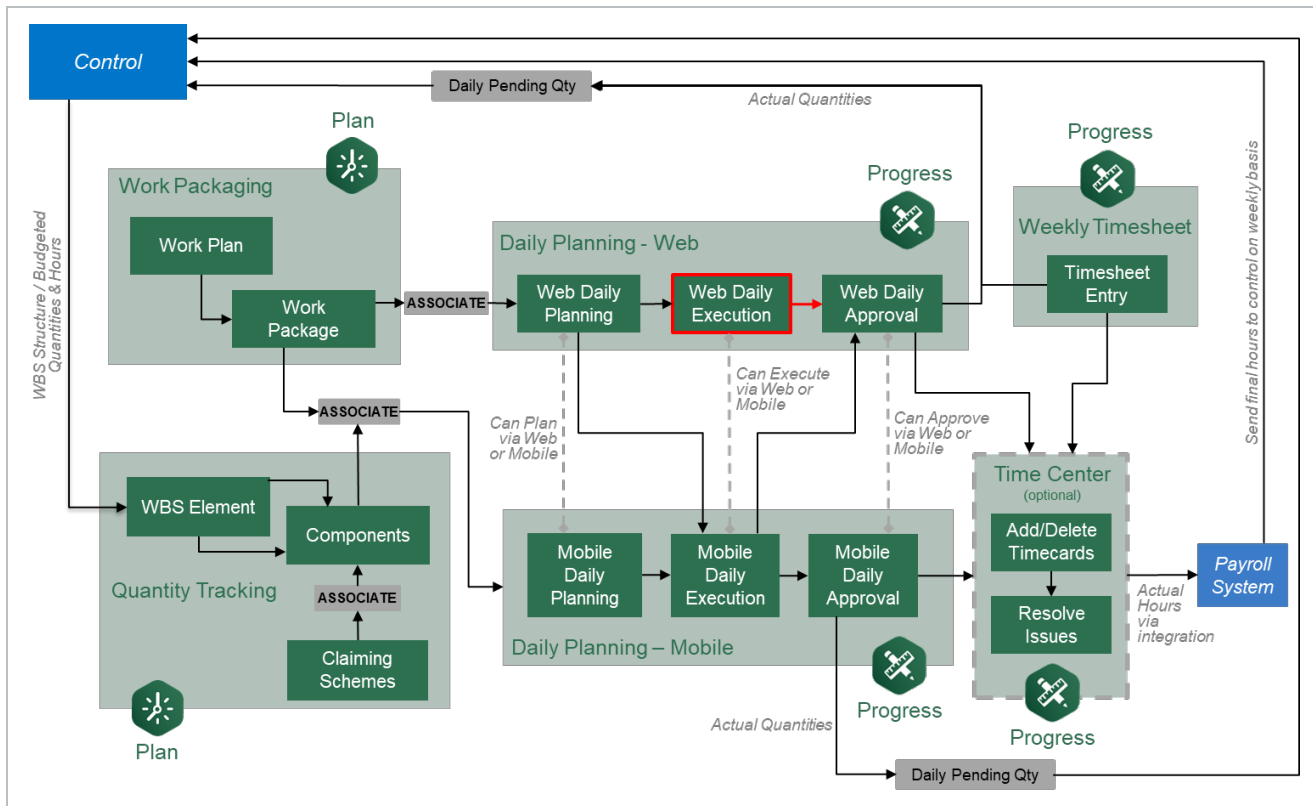 Control
Daily Pending Qty
Actual Quantities
Plan
Progress
Work Packaging
Work Plan
Work
Package
ASSOCIATE
Progress
Daily Planning - Web
Web Daily
Planning
Web Daily
Execution
Web Daily
Approval
Weekly Timesheet
Timesheet
Entry
WBS Structure / Budgeted
Quantities & Hours
Send final hours to control on weekly basis
Can Plan
via Web
or Mobile
Can Execute
via Web or
Mobile
Can Approve
via Web or
Mobile
ASSOCIATE
WBS Element
Components
Quantity Tracking
ASSOCIATE
Claiming
Schemes
Plan
Mobile
Daily
Planning
Mobile
Daily
Execution
Mobile
Daily
Approval
Daily Planning – Mobile
Progress
Time Center
(optional)
Add/Delete
Timecards
Resolve
Issues
Progress
Actual
Hours
via
integration
Payroll
System
Actual Quantities
Daily Pending Qty